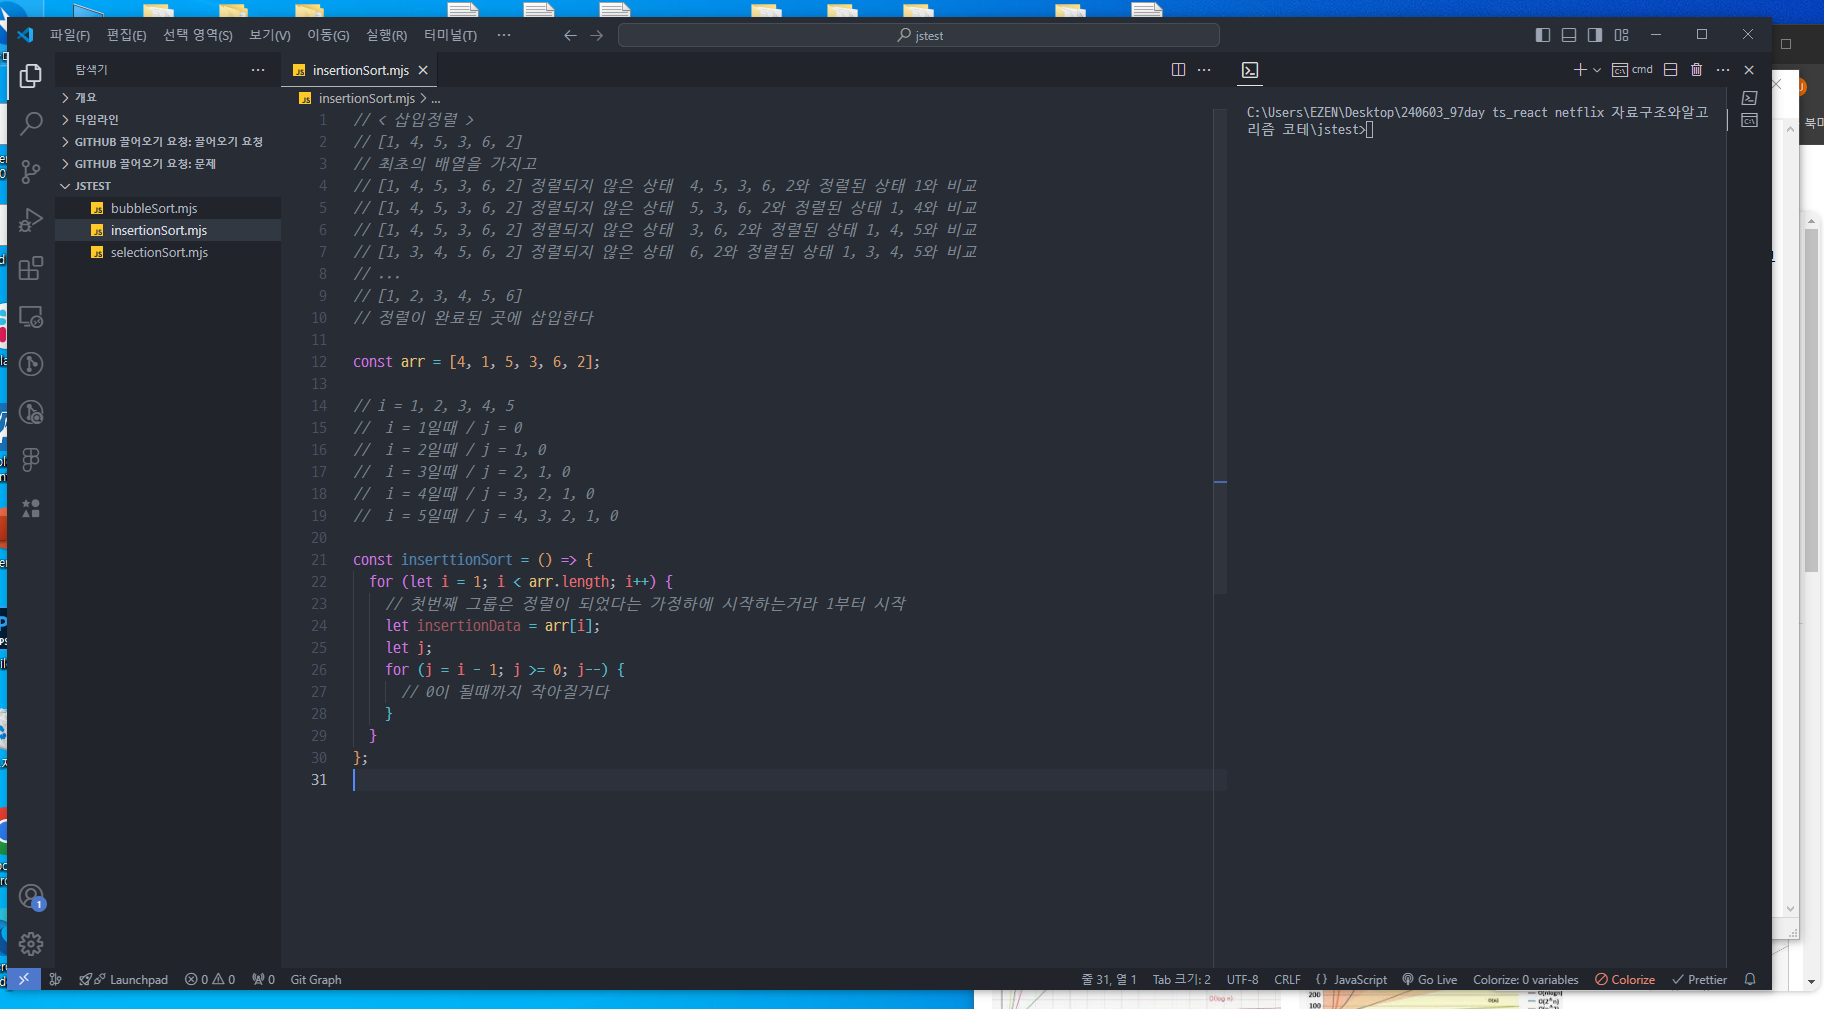 파일(F) 편집(E) 선택 영역(S) 보기(V) 이동(G) 실행(R) 터미널(T) ···
jstest
탐색기
개요
타임라인
GITHUB 끌어오기 요청: 끌어오기 요청
GITHUB 끌어오기 요청: 문제
JSTEST
JS bubbleSort.mjs
JS insertionSort.mjs
JS selectionSort.mjs
JS insertionSort.mjs
JS insertionSort.mjs > ...
1 // < 삽입정렬 >
2 // [1, 4, 5, 3, 6, 2]
3 // 최초의 배열을 가지고
4 // [1, 4, 5, 3, 6, 2] 정렬되지 않은 상태  4, 5, 3, 6, 2와 정렬된 상태 1와 비교
5 // [1, 4, 5, 3, 6, 2] 정렬되지 않은 상태  5, 3, 6, 2와 정렬된 상태 1, 4와 비교
6 // [1, 4, 5, 3, 6, 2] 정렬되지 않은 상태  3, 6, 2와 정렬된 상태 1, 4, 5와 비교
7 // [1, 3, 4, 5, 6, 2] 정렬되지 않은 상태  6, 2와 정렬된 상태 1, 3, 4, 5와 비교
8 // ...
9 // [1, 2, 3, 4, 5, 6]
10 // 정렬이 완료된 곳에 삽입한다
11
12 const arr = [4, 1, 5, 3, 6, 2];
13
14 // i = 1, 2, 3, 4, 5
15 //  i = 1일때 / j = 0
16 //  i = 2일때 / j = 1, 0
17 //  i = 3일때 / j = 2, 1, 0
18 //  i = 4일때 / j = 3, 2, 1, 0
19 //  i = 5일때 / j = 4, 3, 2, 1, 0
20
21 const inserttionSort = () => {
22   for (let i = 1; i < arr.length; i++) {
23     // 첫번째 그룹은 정렬이 되었다는 가정하에 시작하는거라 1부터 시작
24     let insertionData = arr[i];
25     let j;
26     for (j = i - 1; j >= 0; j--) {
27       // 0이 될때까지 작아질거다
28     }
29   }
30 };
31
cmd
C:\Users\EZEN\Desktop\240603_97day ts_react netflix 자료구조와알고
리즘 코테\jstest>
북마
1
Launchpad 0 0 0 Git Graph
줄 31, 열 1 Tab 크기: 2 UTF-8 CRLF {} JavaScript Go Live Colorize: 0 variables Colorize Prettier
O(log n)
200
100
O(n)
O(2^n)